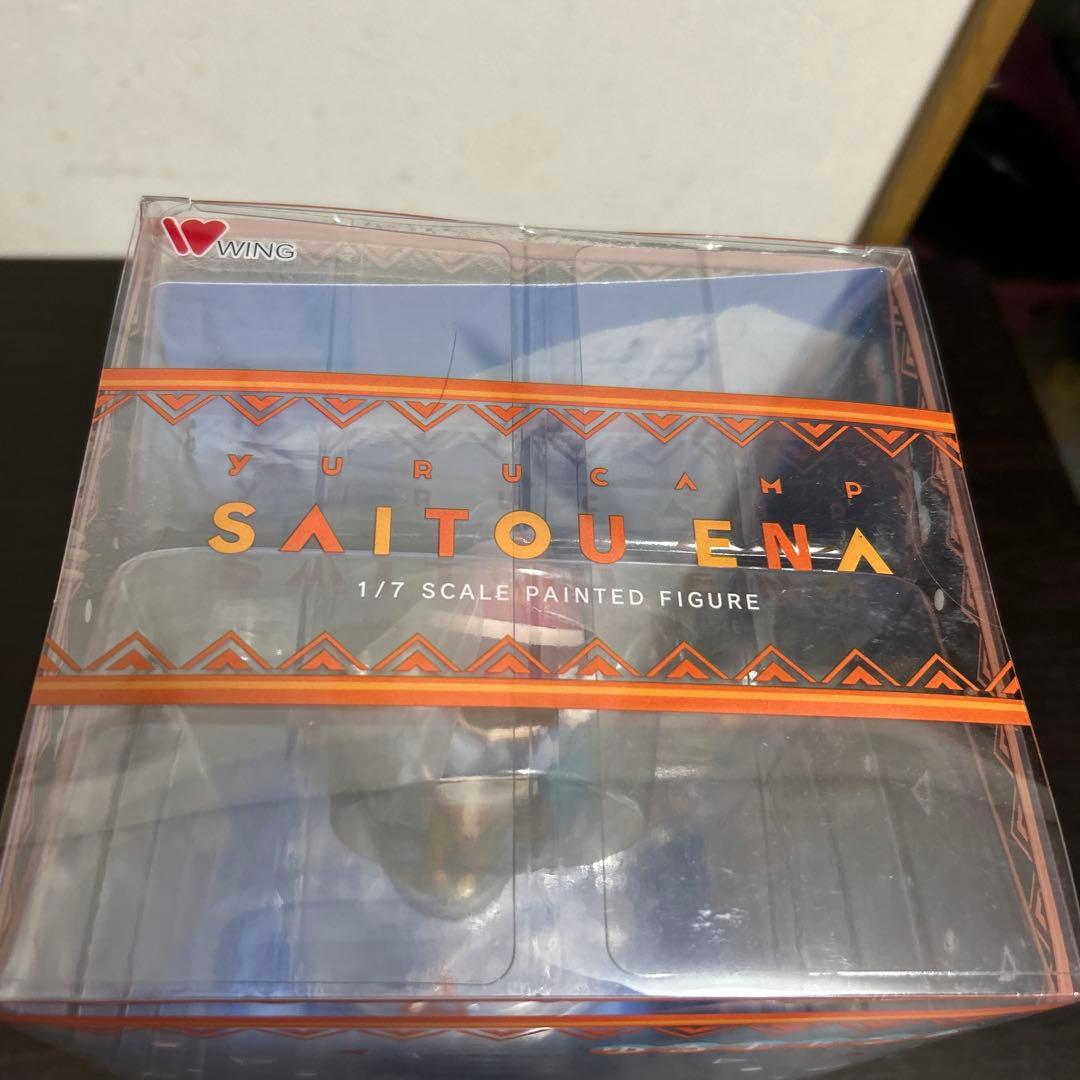 WING
YURUCAMP
SAITOU ENA
1/7 SCALE PAINTED FIGURE